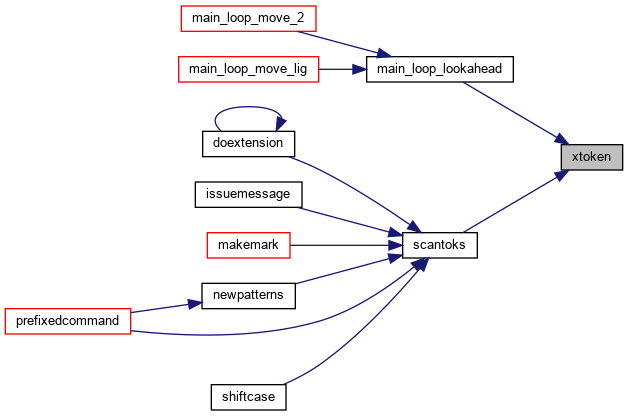 main_loop_move_2
main_loop_move_lig
main_loop_lookahead
doextension
xtoken
issuemessage
makemark
scantoks
newpatterns
prefixedcommand
shiftcase